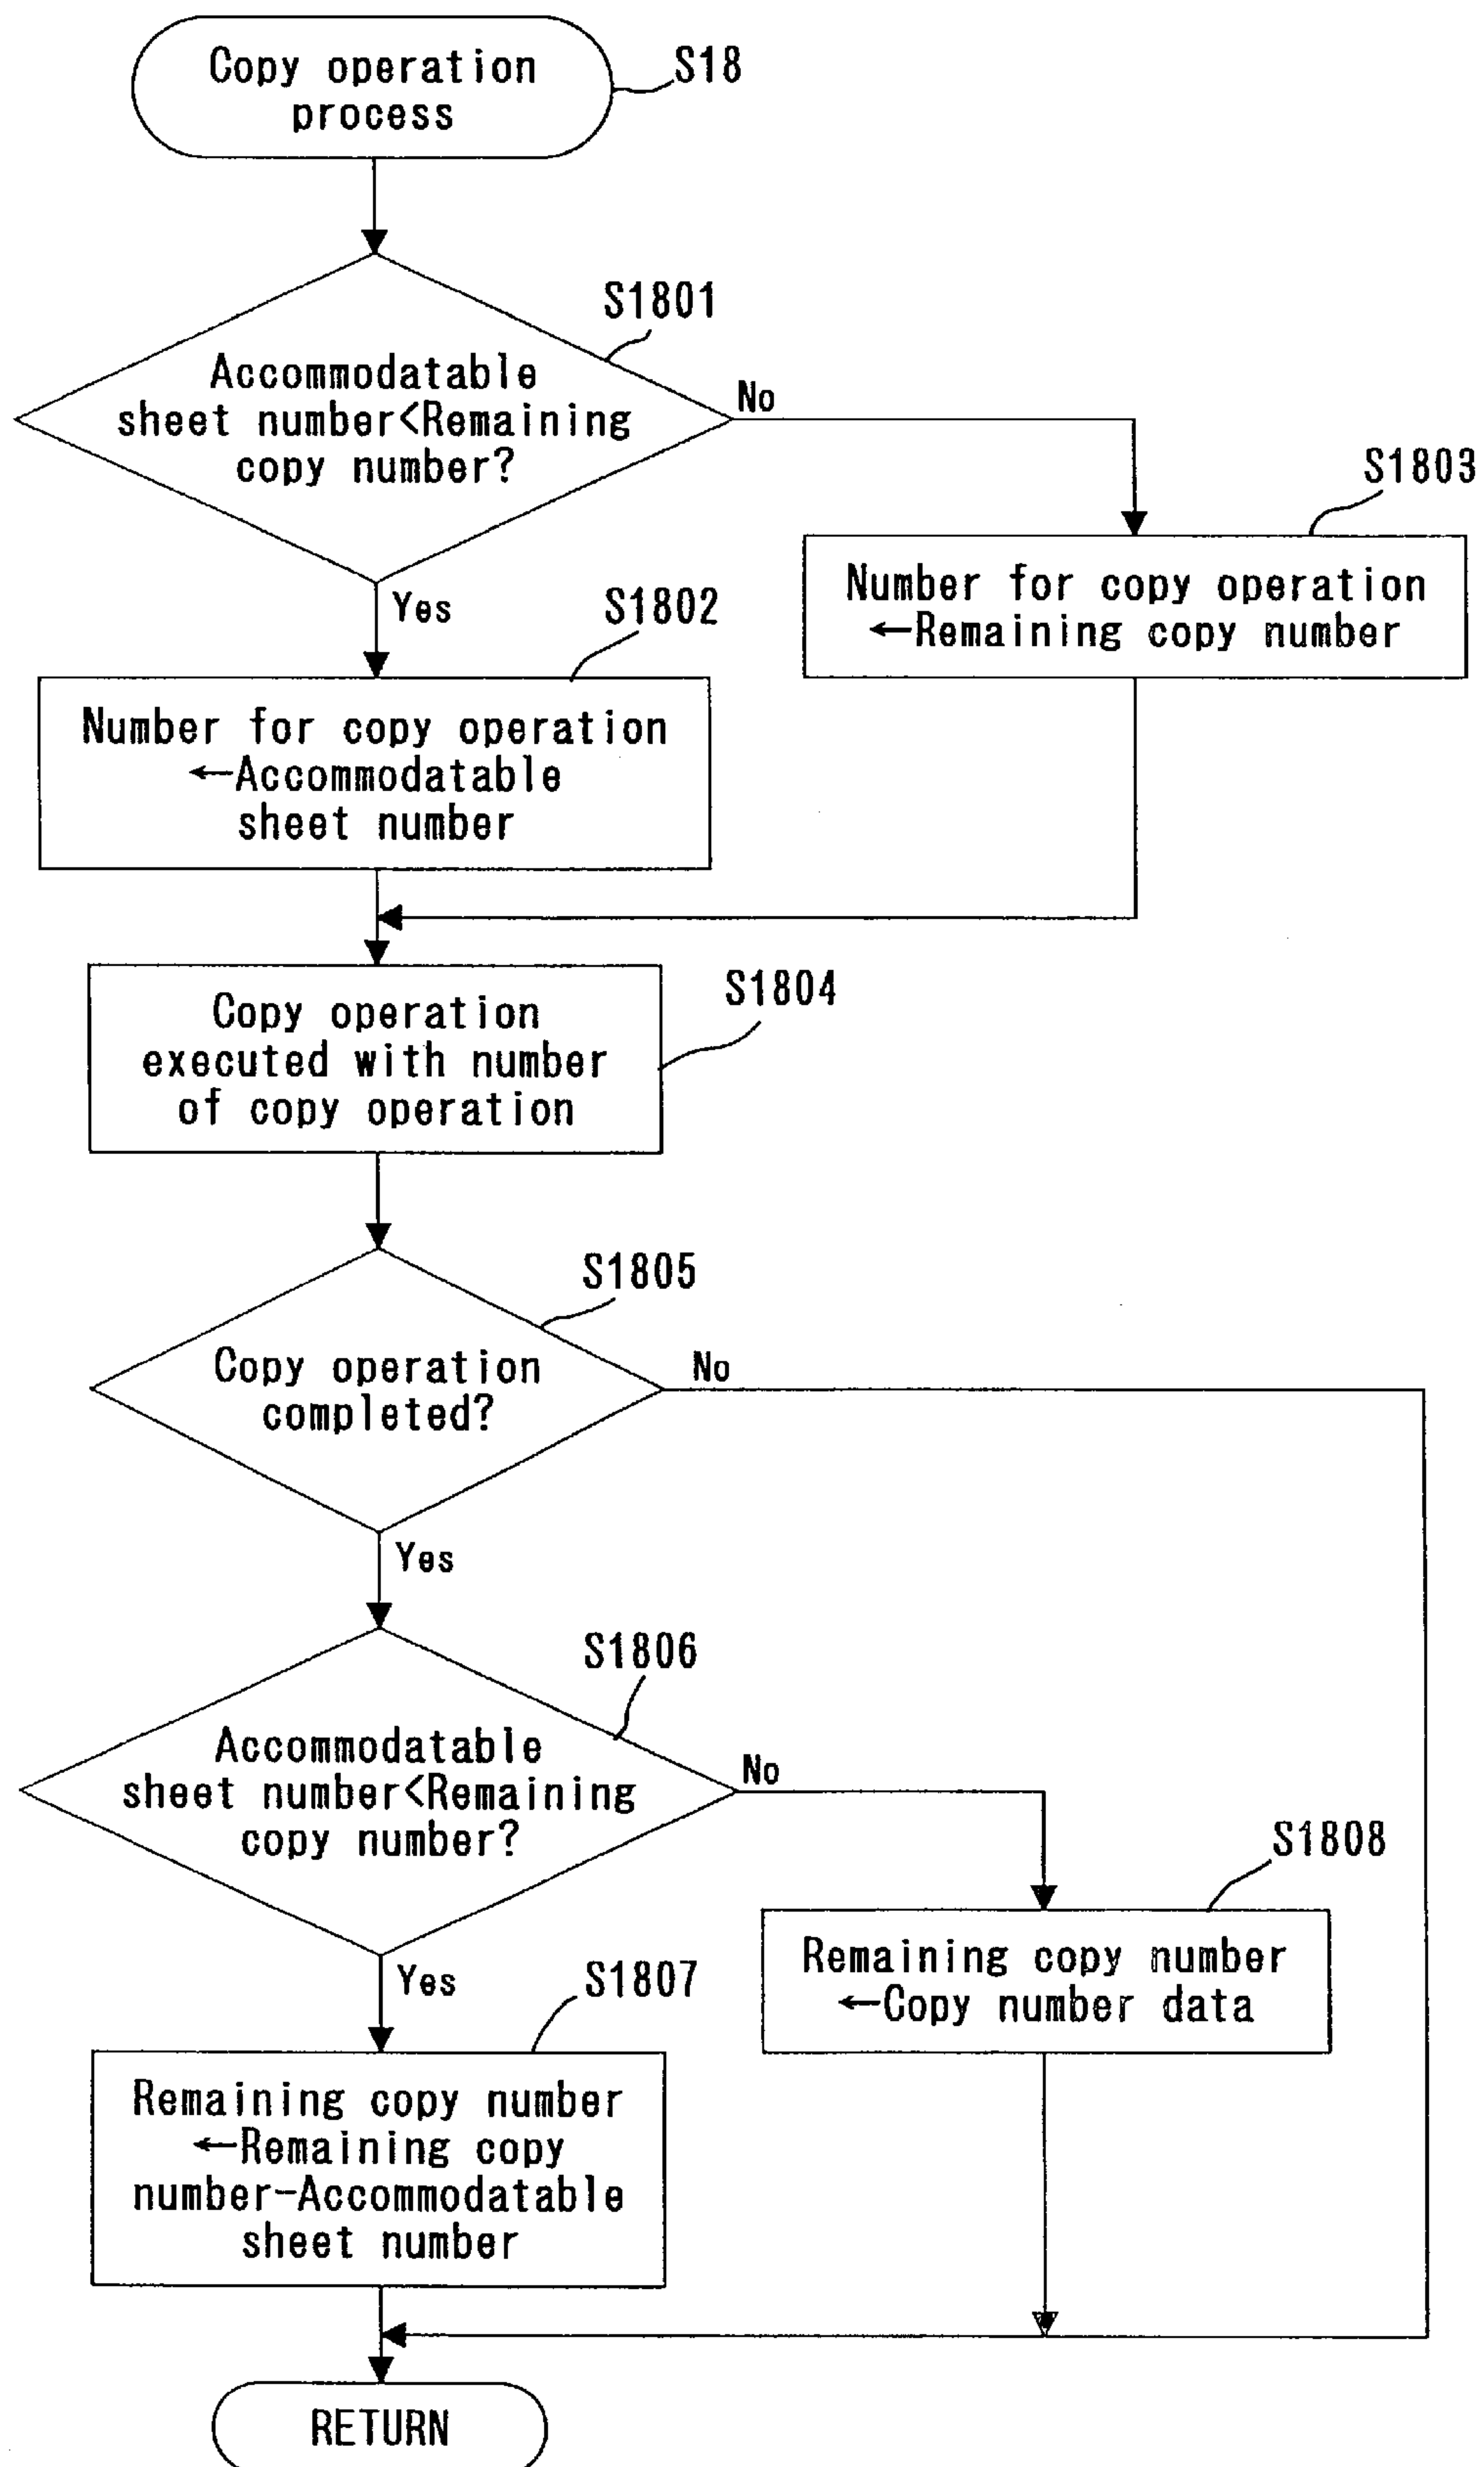 Copy operation
process
S18
S1801
Accommodatable
sheet number<Remaining
copy number?
No
Yes
S1803
Number for copy operation
←Remaining copy number
S1802
Number for copy operation
←Accommodatable
sheet number
S1804
Copy operation
executed with number
of copy operation
S1805
Copy operation
completed?
No
Yes
S1806
Accommodatable
sheet number<Remaining
copy number?
No
Yes
S1808
Remaining copy number
←Copy number data
S1807
Remaining copy number
←Remaining copy
number-Accommodatable
sheet number
RETURN